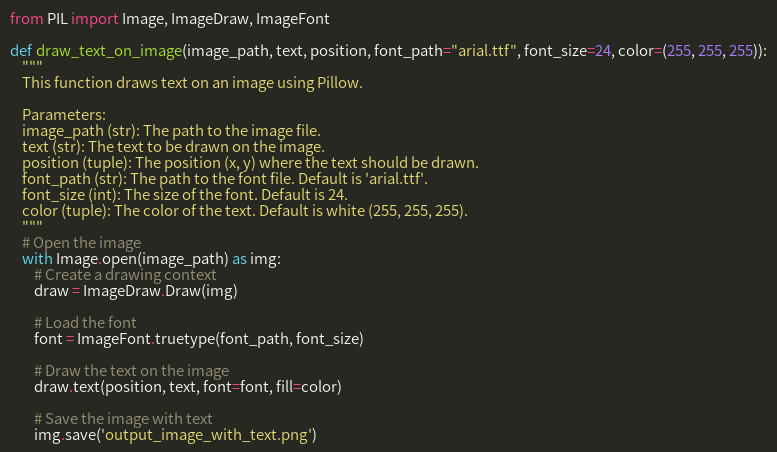 from PIL import Image, ImageDraw, ImageFont

def draw_text_on_image(image_path, text, position, font_path="arial.ttf", font_size=24, color=(255, 255, 255)):
    """
    This function draws text on an image using Pillow.

    Parameters:
    image_path (str): The path to the image file.
    text (str): The text to be drawn on the image.
    position (tuple): The position (x, y) where the text should be drawn.
    font_path (str): The path to the font file. Default is 'arial.ttf'.
    font_size (int): The size of the font. Default is 24.
    color (tuple): The color of the text. Default is white (255, 255, 255).
    """
    # Open the image
    with Image.open(image_path) as img:
        # Create a drawing context
        draw = ImageDraw.Draw(img)

        # Load the font
        font = ImageFont.truetype(font_path, font_size)

        # Draw the text on the image
        draw.text(position, text, font=font, fill=color)

        # Save the image with text
        img.save('output_image_with_text.png')